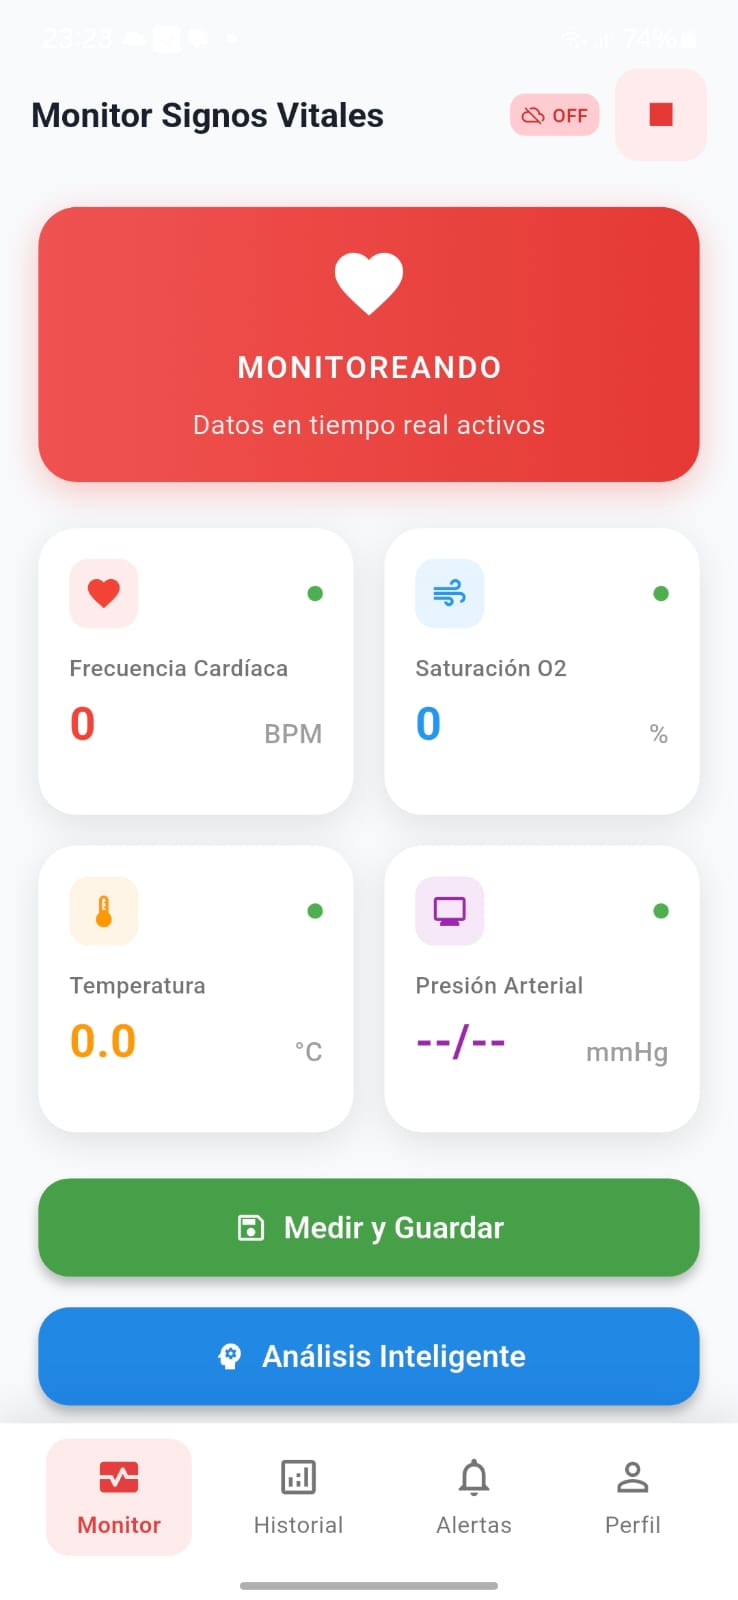 23:23
74%
Monitor Signos Vitales
OFF
MONITOREANDO
Datos en tiempo real activos
Frecuencia Cardíaca
0 BPM
Saturación O2
0 %
Temperatura
0.0 °C
Presión Arterial
--/-- mmHg
Medir y Guardar
Análisis Inteligente
Monitor
Historial
Alertas
Perfil